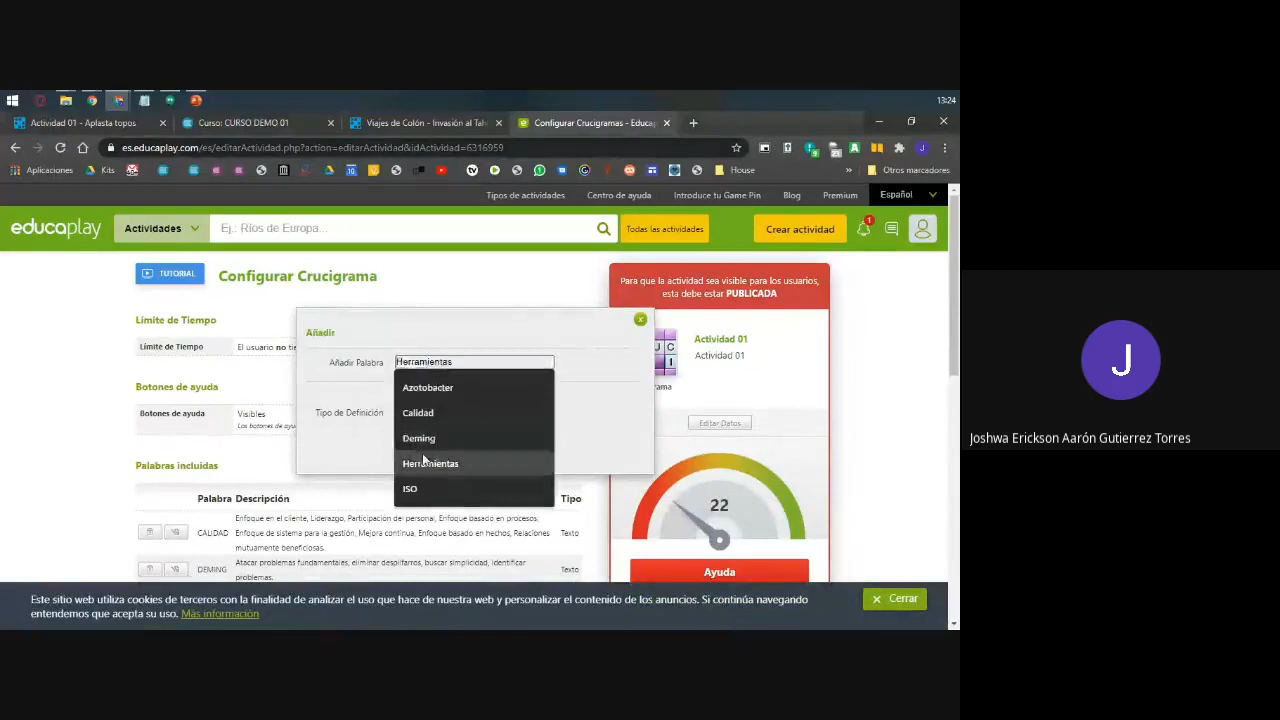 13:24
Actividad 01 - Aplasta topos
Curso: CURSO DEMO 01
Viajes de Colón - Invasión al Tah
Configurar Crucigramas - Educap
es.educaplay.com/es/editarActividad.php?action=editarActividad&idActividad=6316959
Aplicaciones Kits House Otros marcadores
Tipos de actividades Centro de ayuda Introduce tu Game Pin Blog Premium Español
educaplay Actividades Ej.: Ríos de Europa... Todas las actividades Crear actividad 1
TUTORIAL Configurar Crucigrama
Para que la actividad sea visible para los usuarios,
esta debe estar PUBLICADA
Límite de Tiempo
Límite de Tiempo El usuario no tie
Botones de ayuda
Botones de ayuda Visibles
Los botones de ayu
Añadir
Añadir Palabra Herramientas
Azotobacter
Calidad
Tipo de Definición
Deming
Herramientas
ISO
U C
I
rama
Actividad 01
Actividad 01
Editar Datos
22
Ayuda
Palabras incluidas
Palabra Descripción Tipo
CALIDAD Enfoque en el cliente, Liderazgo, Participación del personal, Enfoque basado en procesos,
Enfoque de sistema para la gestión, Mejora continua, Enfoque basado en hechos, Relaciones Texto
mutuamente beneficiosas.
DEMING Atacar problemas fundamentales, eliminar despilfarros, buscar simplicidad, identificar Texto
problemas.
Este sitio web utiliza cookies de terceros con la finalidad de analizar el uso que hace de nuestra web y personalizar el contenido de los anuncios. Si continúa navegando
entendemos que acepta su uso. Más información
Cerrar
J
Joshwa Erickson Aarón Gutierrez Torres